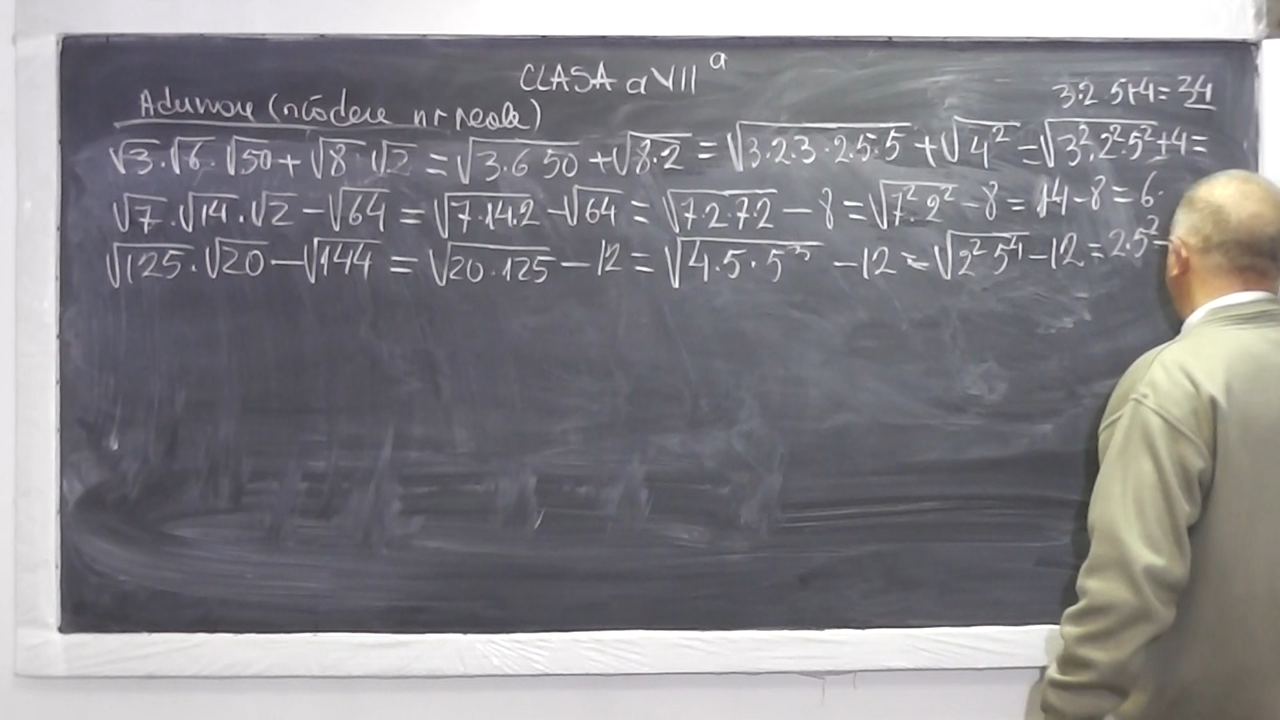 CLASA a VII a
3·2·5+4=34
Adunare (scădere nr reale)
√3·√6·√50+√8·√2=√3·6·50+√8·2=√3·2·3·2·5·5+√4²=√3²·2²·5²+4=
√7·√14·√2-√64=√7·14·2-√64=√7·2·7·2-8=√7²·2²-8=14-8=6
√125·√20-√144=√20·125-12=√4·5·5³-12=√2²5⁴-12=2·5²-